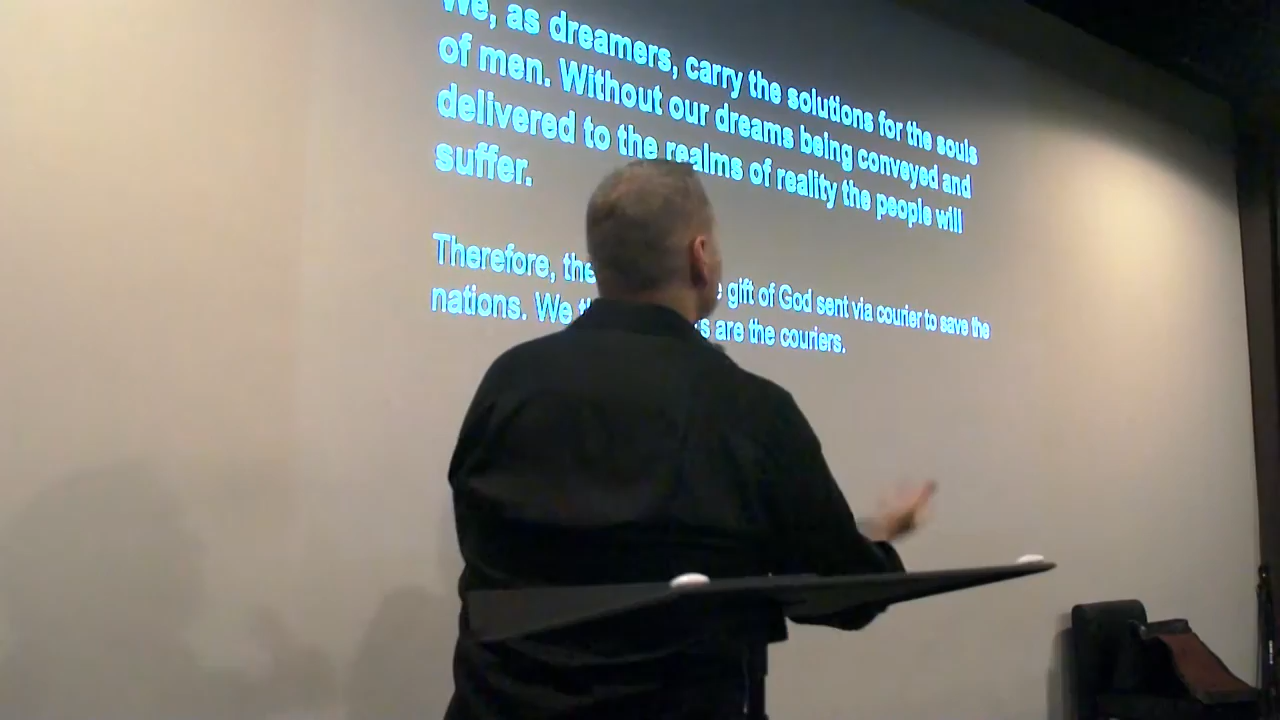 We, as dreamers, carry the solutions for the souls
of men. Without our dreams being conveyed and
delivered to the realms of reality the people will
suffer.
Therefore, the gift of God sent via courier to save the
nations. We are the couriers.